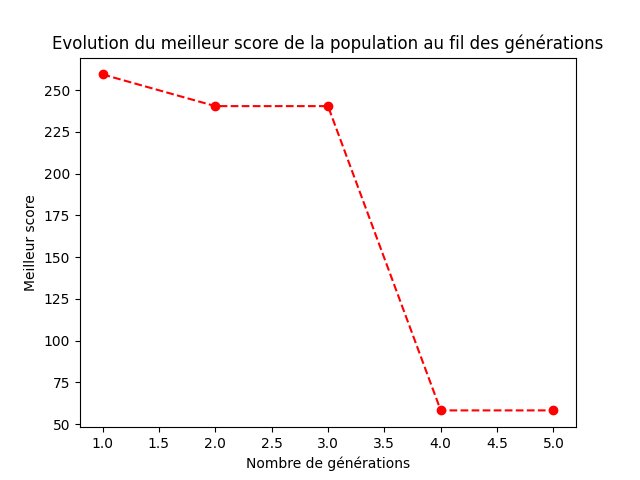 Evolution du meilleur score de la population au fil des générations
250
225
200
175
150
125
100
75
50
Meilleur score
1.0 1.5 2.0 2.5 3.0 3.5 4.0 4.5 5.0
Nombre de générations